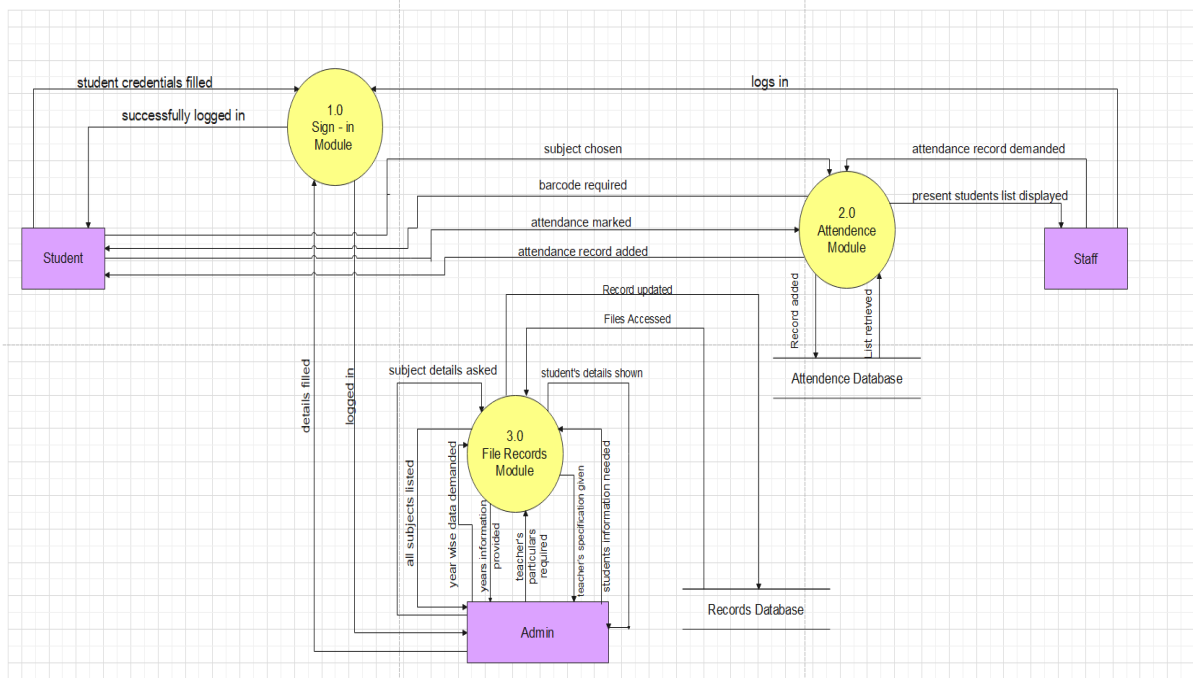 student credentials filled
logs in
successfully logged in
1.0
Sign - in
Module
subject chosen
attendance record demanded
barcode required
present students list displayed
attendance marked
2.0
Attendence
Module
attendance record added
Student
Staff
Record updated
Record added
List retrieved
Files Accessed
details filled
logged in
subject details asked
student's details shown
Attendence Database
3.0
File Records
Module
all subjects listed
year wise data demanded
years information
provided
teacher's
particulars
required
teacher's specification given
students information needed
Admin
Records Database